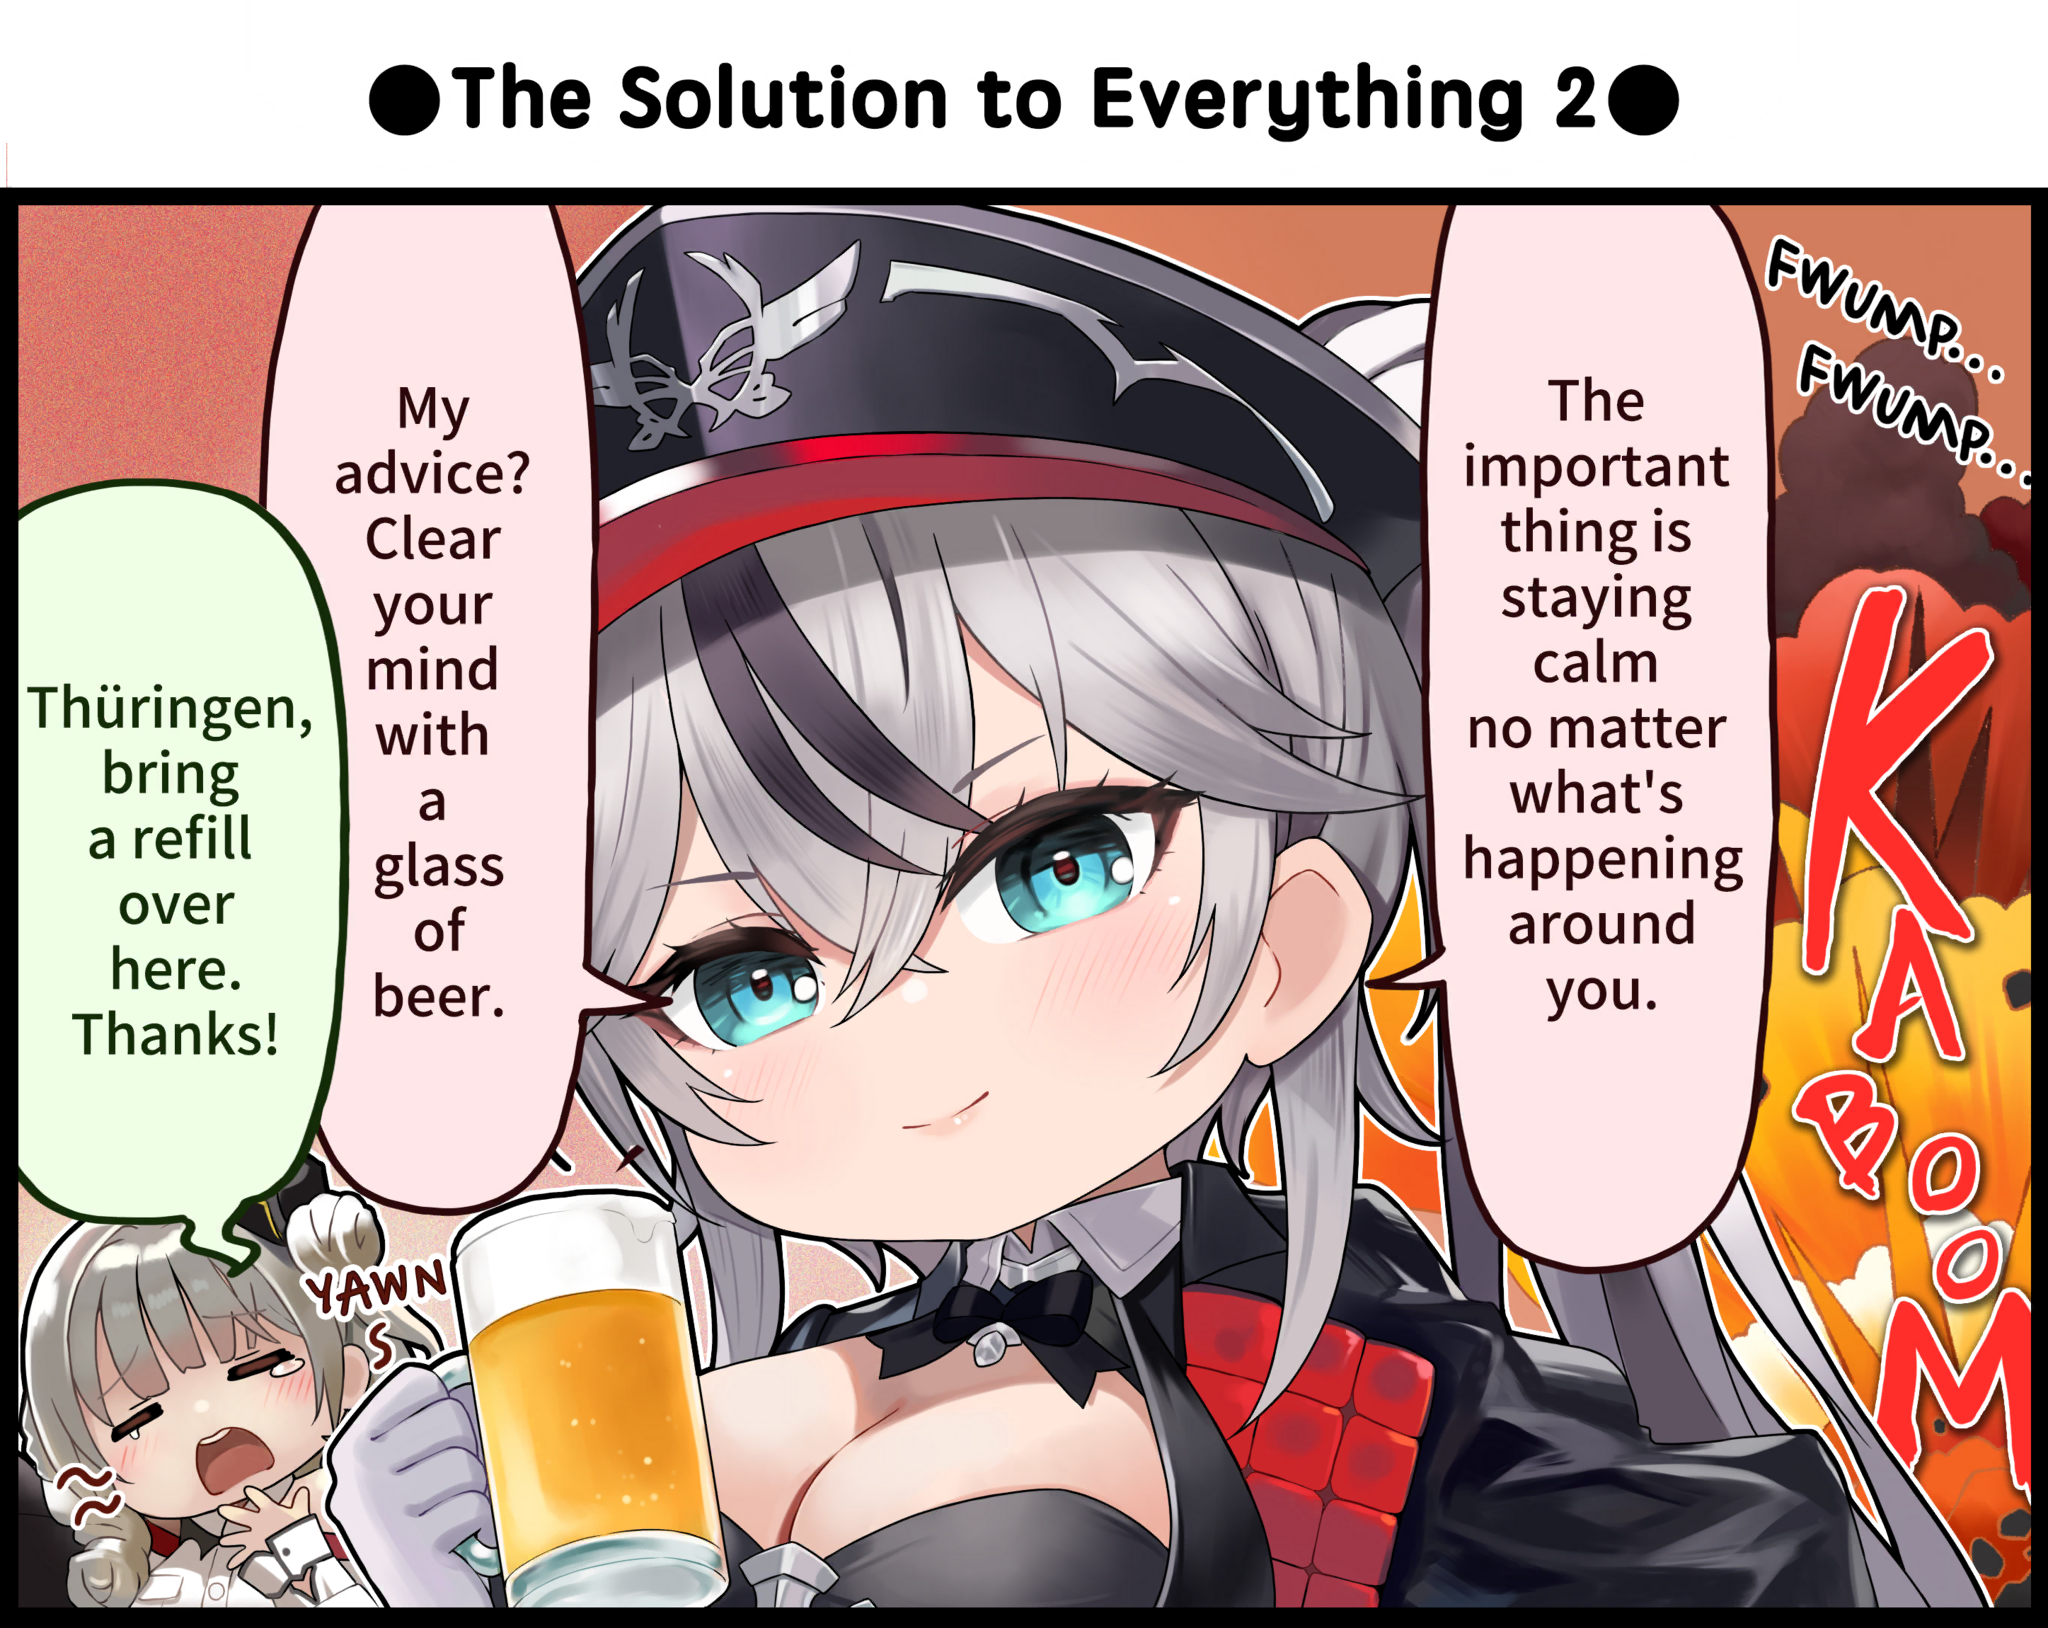 ●The Solution to Everything 2●
FWUMP...
FWUMP...
KABOOM
The
important
thing is
staying
calm
no matter
what's
happening
around
you.
My
advice?
Clear
your
mind
with
a
glass
of
beer.
Thüringen,
bring
a refill
over
here.
Thanks!
YAWN